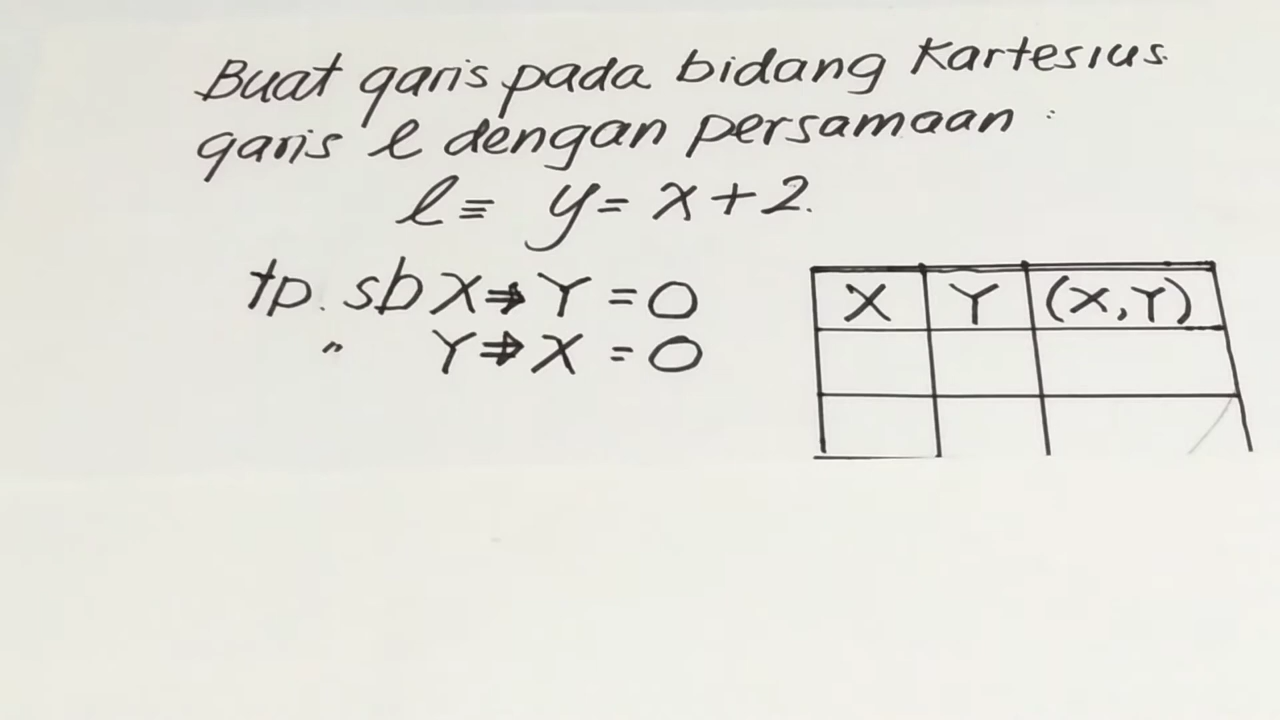 Buat garis pada bidang Kartesius.
garis l dengan persamaan :
l ≡ y = x + 2.
tp. sb X ⇒ Y = 0
" Y ⇒ X = 0
X Y (X,Y)